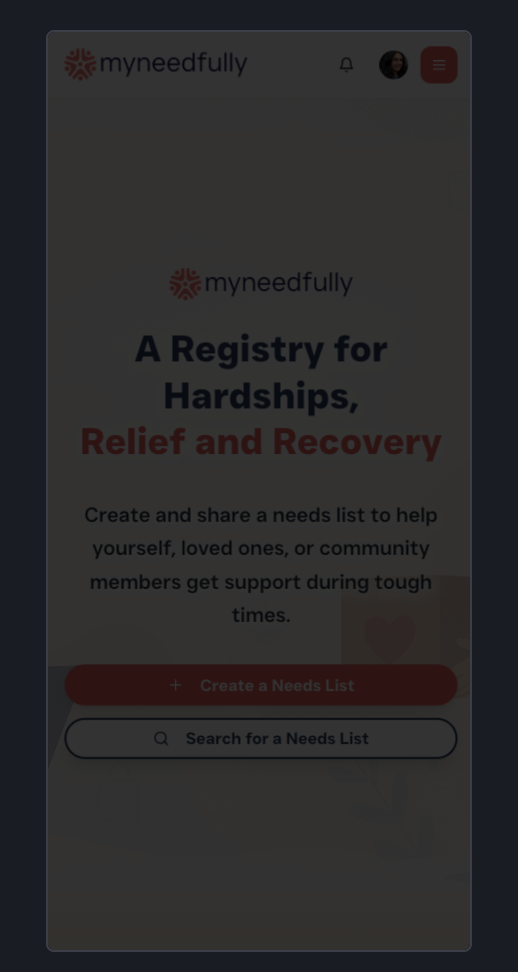 myneedfully
myneedfully
A Registry for
Hardships,
Relief and Recovery
Create and share a needs list to help
yourself, loved ones, or community
members get support during tough
times.
Create a Needs List
Search for a Needs List